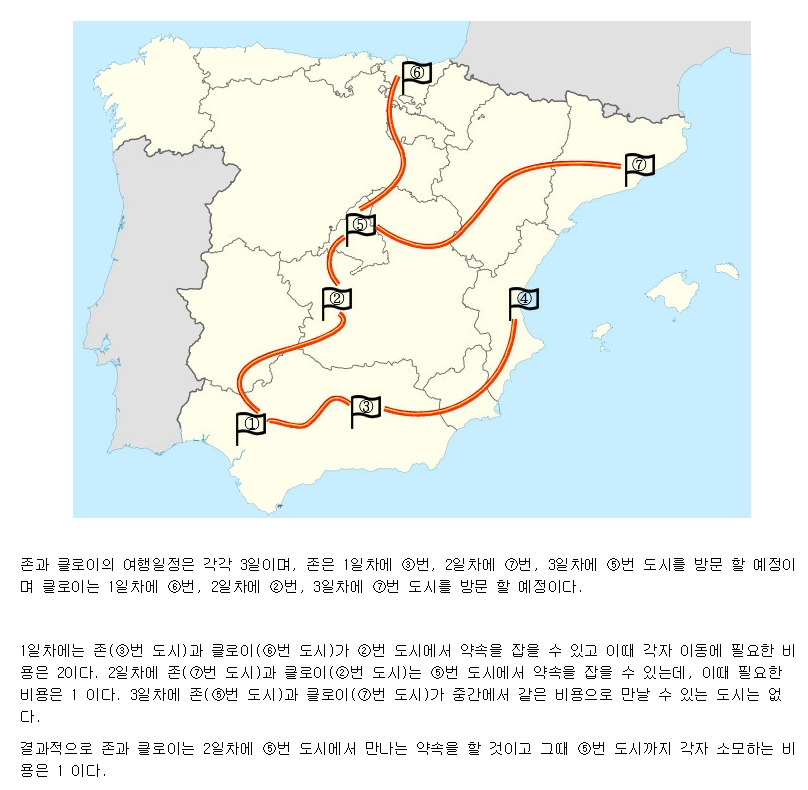 ⑥
⑦
⑤
②
④
③
①
존과 클로이의 여행일정은 각각 3일이며, 존은 1일차에 ③번, 2일차에 ⑦번, 3일차에 ⑤번 도시를 방문 할 예정이
며 클로이는 1일차에 ⑥번, 2일차에 ②번, 3일차에 ⑦번 도시를 방문 할 예정이다.
1일차에는 존(③번 도시)과 클로이(⑥번 도시)가 ②번 도시에서 약속을 잡을 수 있고 이때 각자 이동에 필요한 비
용은 2이다. 2일차에 존(⑦번 도시)과 클로이(②번 도시)는 ⑤번 도시에서 약속을 잡을 수 있는데, 이때 필요한
비용은 1 이다. 3일차에 존(⑤번 도시)과 클로이(⑦번 도시)가 중간에서 같은 비용으로 만날 수 있는 도시는 없
다.
결과적으로 존과 클로이는 2일차에 ⑤번 도시에서 만나는 약속을 할 것이고 그때 ⑤번 도시까지 각자 소모하는 비
용은 1 이다.